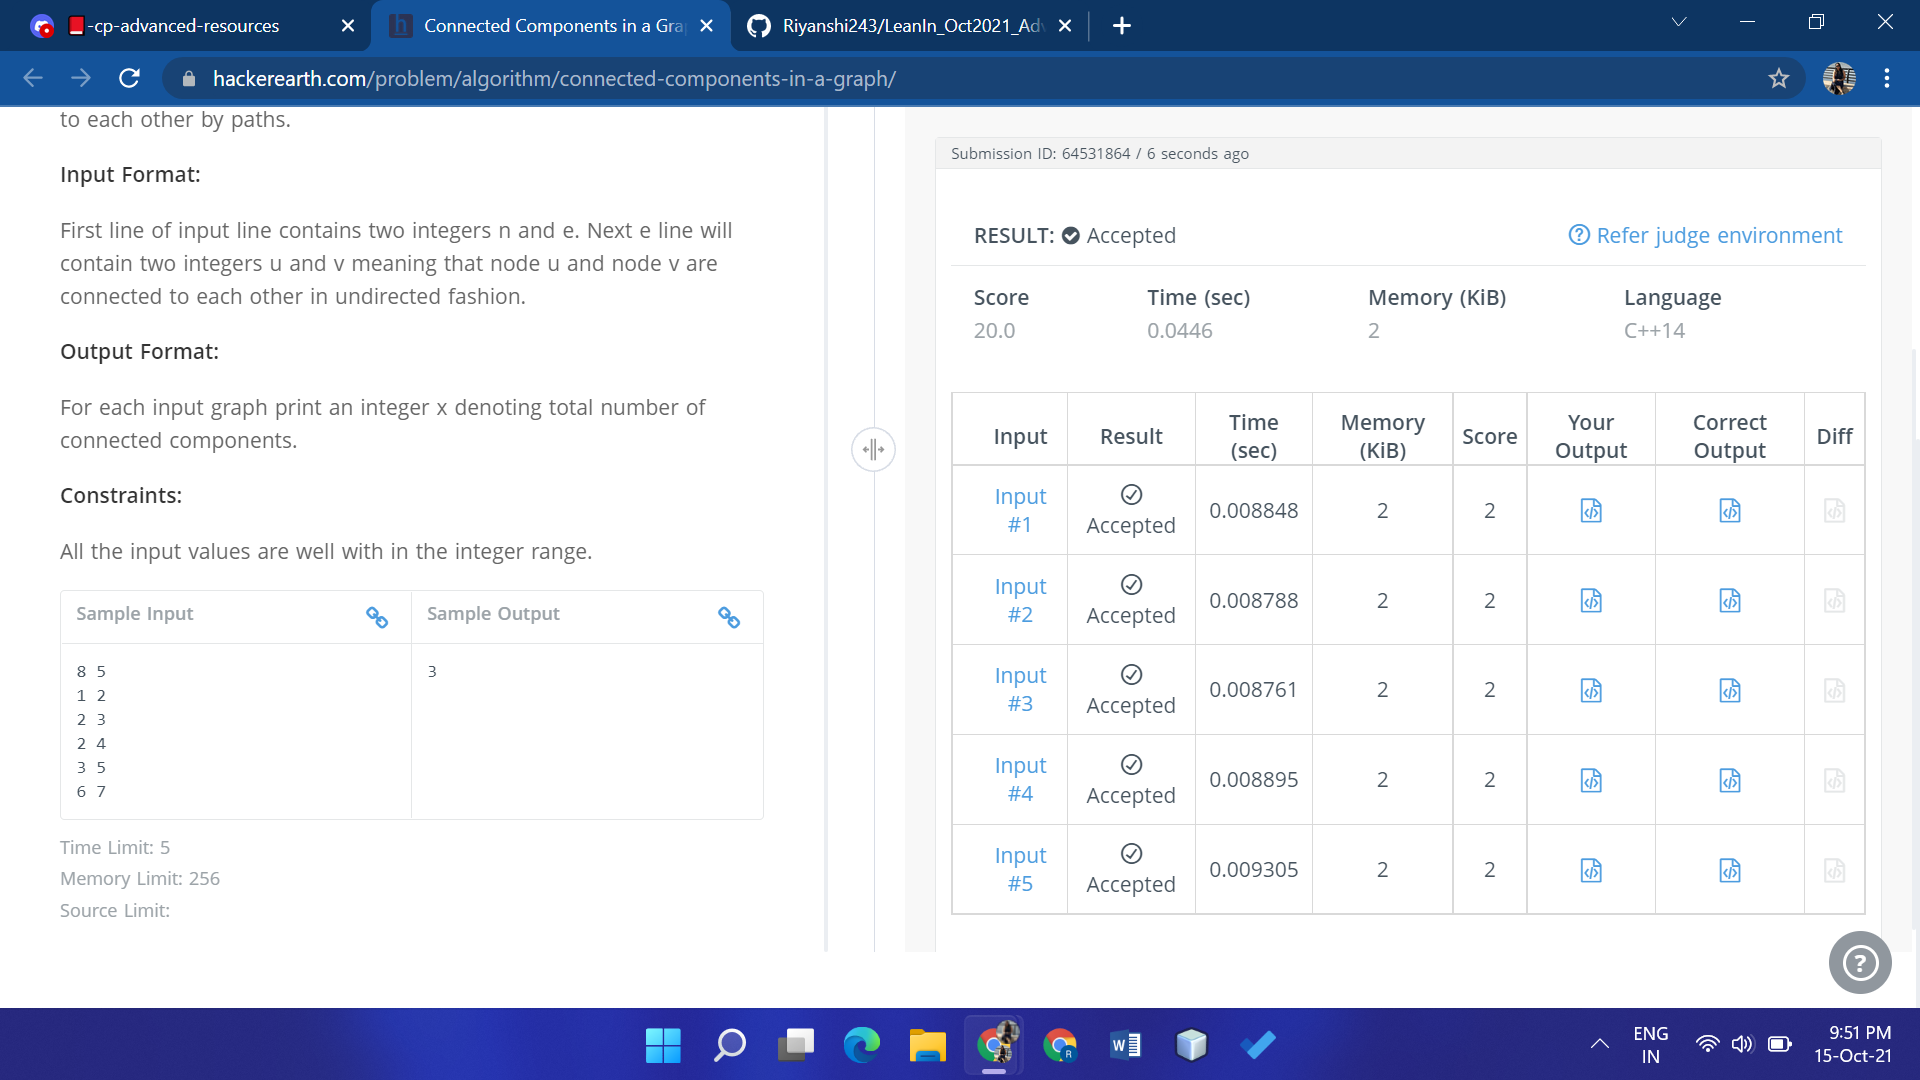 -cp-advanced-resources
Connected Components in a Gra
Riyanshi243/LeanIn_Oct2021_Adv
hackerearth.com/problem/algorithm/connected-components-in-a-graph/
to each other by paths.
Input Format:
First line of input line contains two integers n and e. Next e line will
contain two integers u and v meaning that node u and node v are
connected to each other in undirected fashion.
Output Format:
For each input graph print an integer x denoting total number of
connected components.
Constraints:
All the input values are well with in the integer range.
Sample Input
Sample Output
8 5
1 2
2 3
2 4
3 5
6 7
3
Time Limit: 5
Memory Limit: 256
Source Limit:
Submission ID: 64531864 / 6 seconds ago
RESULT: Accepted
? Refer judge environment
Score Time (sec) Memory (KiB) Language
20.0 0.0446 2 C++14
Input Result Time (sec) Memory (KiB) Score Your Output Correct Output Diff
Input #1 Accepted 0.008848 2 2
Input #2 Accepted 0.008788 2 2
Input #3 Accepted 0.008761 2 2
Input #4 Accepted 0.008895 2 2
Input #5 Accepted 0.009305 2 2
?
ENG
IN
9:51 PM
15-Oct-21